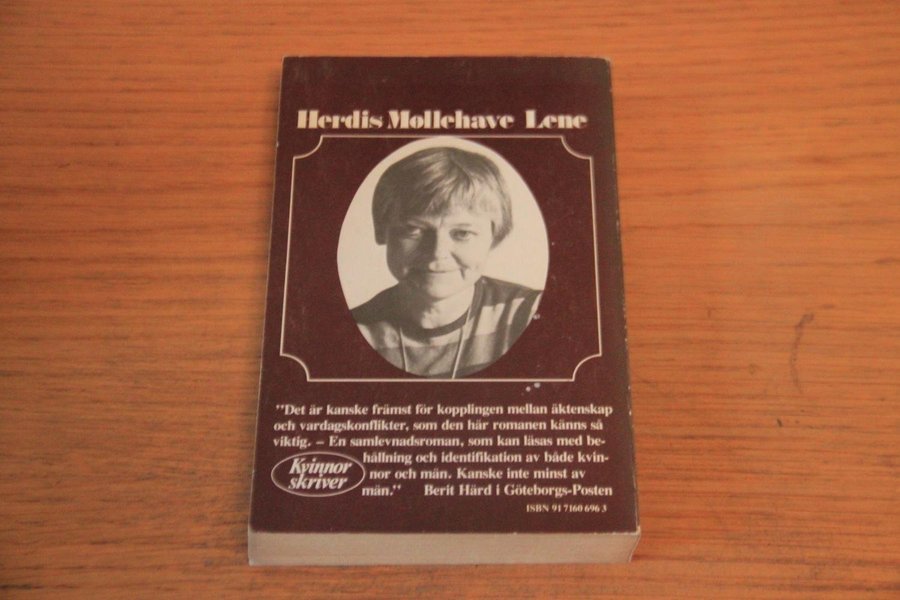 Herdis Møllehave Lene
"Det är kanske främst för kopplingen mellan äktenskap
och vardagskonflikter, som den här romanen känns så
viktig. – En samlevnadsroman, som kan läsas med be-
hållning och identifikation av både kvin-
nor och män. Kanske inte minst av
män." Berit Härd i Göteborgs-Posten
Kvinnor
skriver
ISBN 91 7160 696 3